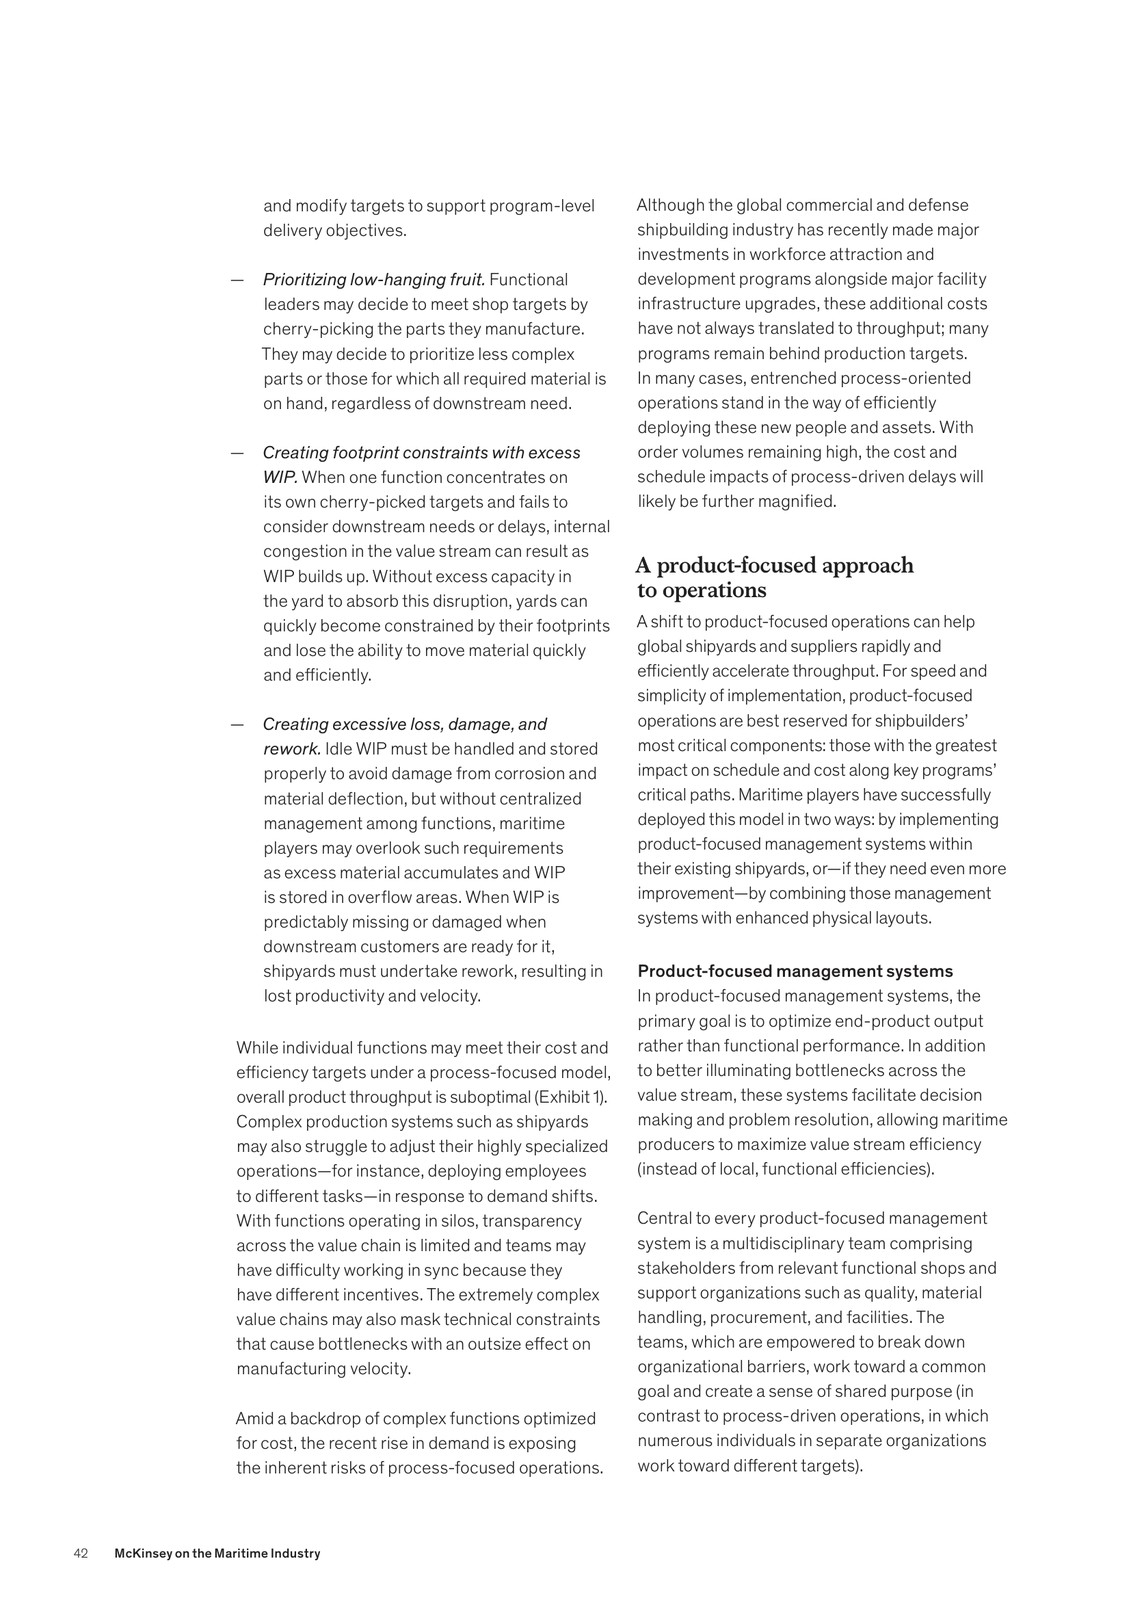 and modify targets to support program-level
delivery objectives.
— Prioritizing low-hanging fruit. Functional
leaders may decide to meet shop targets by
cherry-picking the parts they manufacture.
They may decide to prioritize less complex
parts or those for which all required material is
on hand, regardless of downstream need.
— Creating footprint constraints with excess
WIP. When one function concentrates on
its own cherry-picked targets and fails to
consider downstream needs or delays, internal
congestion in the value stream can result as
WIP builds up. Without excess capacity in
the yard to absorb this disruption, yards can
quickly become constrained by their footprints
and lose the ability to move material quickly
and efficiently.
— Creating excessive loss, damage, and
rework. Idle WIP must be handled and stored
properly to avoid damage from corrosion and
material deflection, but without centralized
management among functions, maritime
players may overlook such requirements
as excess material accumulates and WIP
is stored in overflow areas. When WIP is
predictably missing or damaged when
downstream customers are ready for it,
shipyards must undertake rework, resulting in
lost productivity and velocity.
While individual functions may meet their cost and
efficiency targets under a process-focused model,
overall product throughput is suboptimal (Exhibit 1).
Complex production systems such as shipyards
may also struggle to adjust their highly specialized
operations—for instance, deploying employees
to different tasks—in response to demand shifts.
With functions operating in silos, transparency
across the value chain is limited and teams may
have difficulty working in sync because they
have different incentives. The extremely complex
value chains may also mask technical constraints
that cause bottlenecks with an outsize effect on
manufacturing velocity.
Amid a backdrop of complex functions optimized
for cost, the recent rise in demand is exposing
the inherent risks of process-focused operations.
Although the global commercial and defense
shipbuilding industry has recently made major
investments in workforce attraction and
development programs alongside major facility
infrastructure upgrades, these additional costs
have not always translated to throughput; many
programs remain behind production targets.
In many cases, entrenched process-oriented
operations stand in the way of efficiently
deploying these new people and assets. With
order volumes remaining high, the cost and
schedule impacts of process-driven delays will
likely be further magnified.
A product-focused approach
to operations
A shift to product-focused operations can help
global shipyards and suppliers rapidly and
efficiently accelerate throughput. For speed and
simplicity of implementation, product-focused
operations are best reserved for shipbuilders’
most critical components: those with the greatest
impact on schedule and cost along key programs’
critical paths. Maritime players have successfully
deployed this model in two ways: by implementing
product-focused management systems within
their existing shipyards, or—if they need even more
improvement—by combining those management
systems with enhanced physical layouts.
Product-focused management systems
In product-focused management systems, the
primary goal is to optimize end-product output
rather than functional performance. In addition
to better illuminating bottlenecks across the
value stream, these systems facilitate decision
making and problem resolution, allowing maritime
producers to maximize value stream efficiency
(instead of local, functional efficiencies).
Central to every product-focused management
system is a multidisciplinary team comprising
stakeholders from relevant functional shops and
support organizations such as quality, material
handling, procurement, and facilities. The
teams, which are empowered to break down
organizational barriers, work toward a common
goal and create a sense of shared purpose (in
contrast to process-driven operations, in which
numerous individuals in separate organizations
work toward different targets).
42 McKinsey on the Maritime Industry